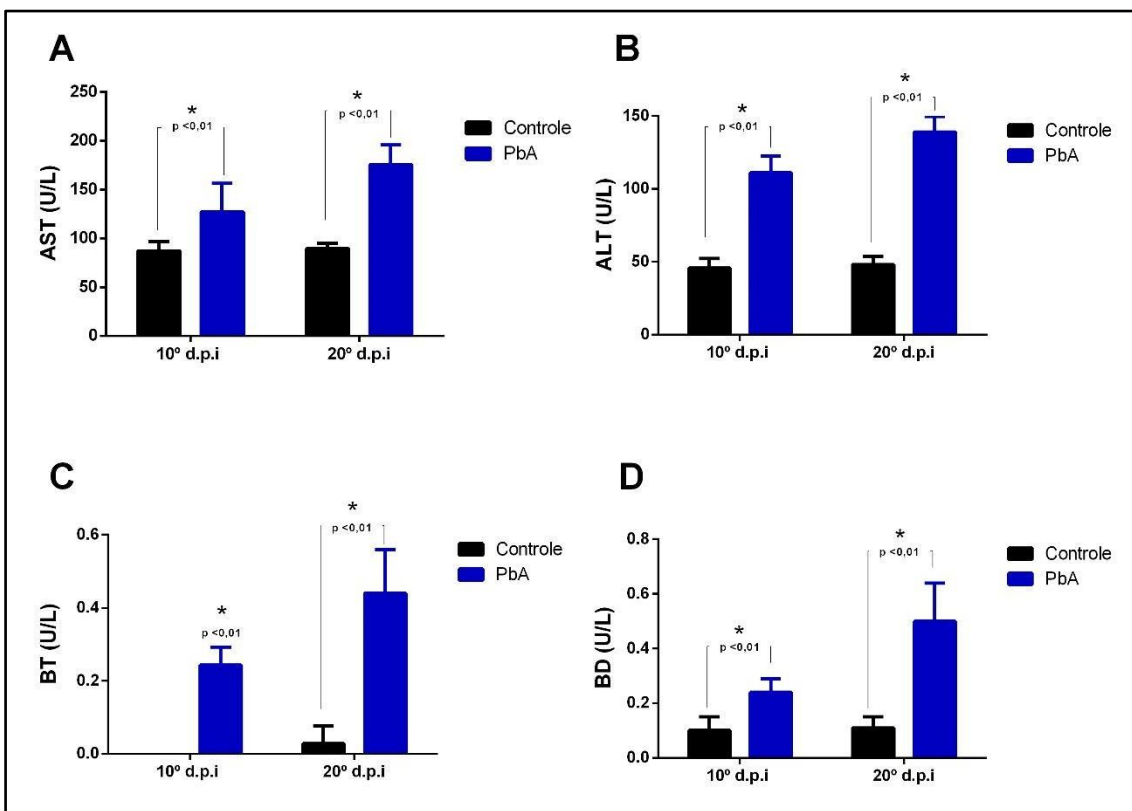 A
250
200
150
100
50
0
AST (U/L)
*
p <0,01
*
p <0,01
10º d.p.i
20º d.p.i
Controle
PbA
B
150
100
50
0
ALT (U/L)
*
p <0,01
*
p <0,01
10º d.p.i
20º d.p.i
Controle
PbA
C
0.6
0.4
0.2
0.0
BT (U/L)
*
p <0,01
*
p <0,01
10º d.p.i
20º d.p.i
Controle
PbA
D
0.8
0.6
0.4
0.2
0.0
BD (U/L)
*
p <0,01
*
p <0,01
10º d.p.i
20º d.p.i
Controle
PbA